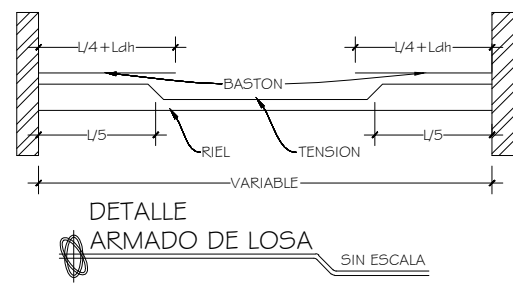 L/4+Ldh
L/4+Ldh
BASTON
L/5
RIEL
TENSION
L/5
VARIABLE
DETALLE
ARMADO DE LOSA
SIN ESCALA